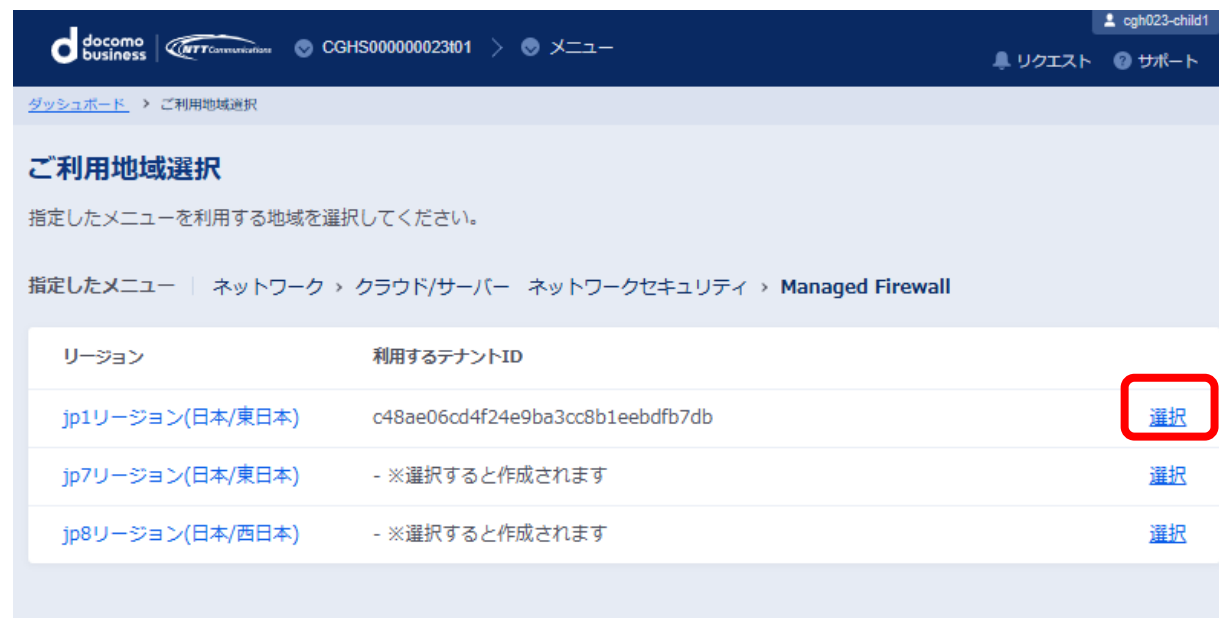 cgh023-child1
docomo business NTT Communications CGHS000000023t01 > メニュー
リクエスト サポート
ダッシュボード > ご利用地域選択
ご利用地域選択
指定したメニューを利用する地域を選択してください。
指定したメニュー | ネットワーク > クラウド/サーバー ネットワークセキュリティ > Managed Firewall
リージョン 利用するテナントID
jp1リージョン(日本/東日本) c48ae06cd4f24e9ba3cc8b1eebdfb7db 選択
jp7リージョン(日本/東日本) - ※選択すると作成されます 選択
jp8リージョン(日本/西日本) - ※選択すると作成されます 選択